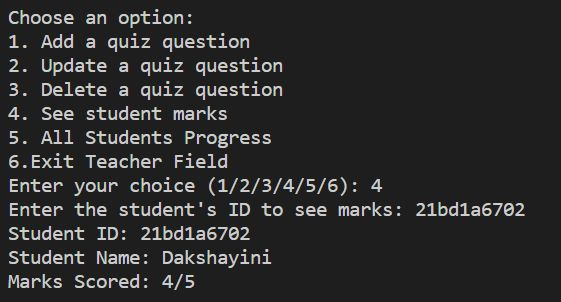 Choose an option:
1. Add a quiz question
2. Update a quiz question
3. Delete a quiz question
4. See student marks
5. All Students Progress
6.Exit Teacher Field
Enter your choice (1/2/3/4/5/6): 4
Enter the student's ID to see marks: 21bd1a6702
Student ID: 21bd1a6702
Student Name: Dakshayini
Marks Scored: 4/5